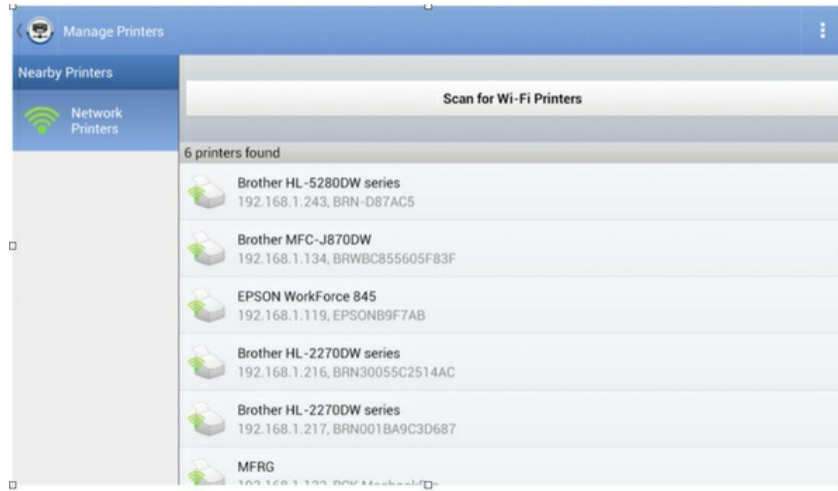 Manage Printers
Nearby Printers
Network
Printers
Scan for Wi-Fi Printers
6 printers found
Brother HL-5280DW series
192.168.1.243, BRN-D87AC5
Brother MFC-J870DW
192.168.1.134, BRWBC855605F83F
EPSON WorkForce 845
192.168.1.119, EPSONB9F7AB
Brother HL-2270DW series
192.168.1.216, BRN30055C2514AC
Brother HL-2270DW series
192.168.1.217, BRN001BA9C3D687
MFRG